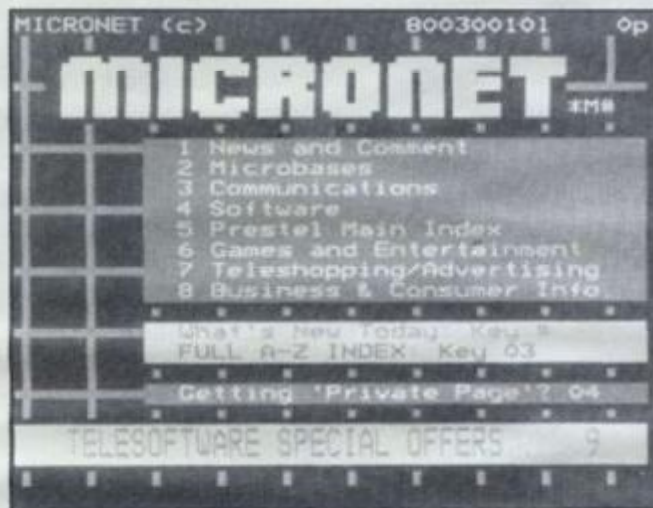 MICRONET (c) 800300101 0p
MICRONET
*M#
1 News and Comment
2 Microbases
3 Communications
4 Software
5 Prestel Main Index
6 Games and Entertainment
7 Teleshopping/Advertising
8 Business & Consumer Info
What's New Today Key
FULL A-Z INDEX Key 03
Getting 'Private Page'? 04
TELESOFTWARE SPECIAL OFFERS 9